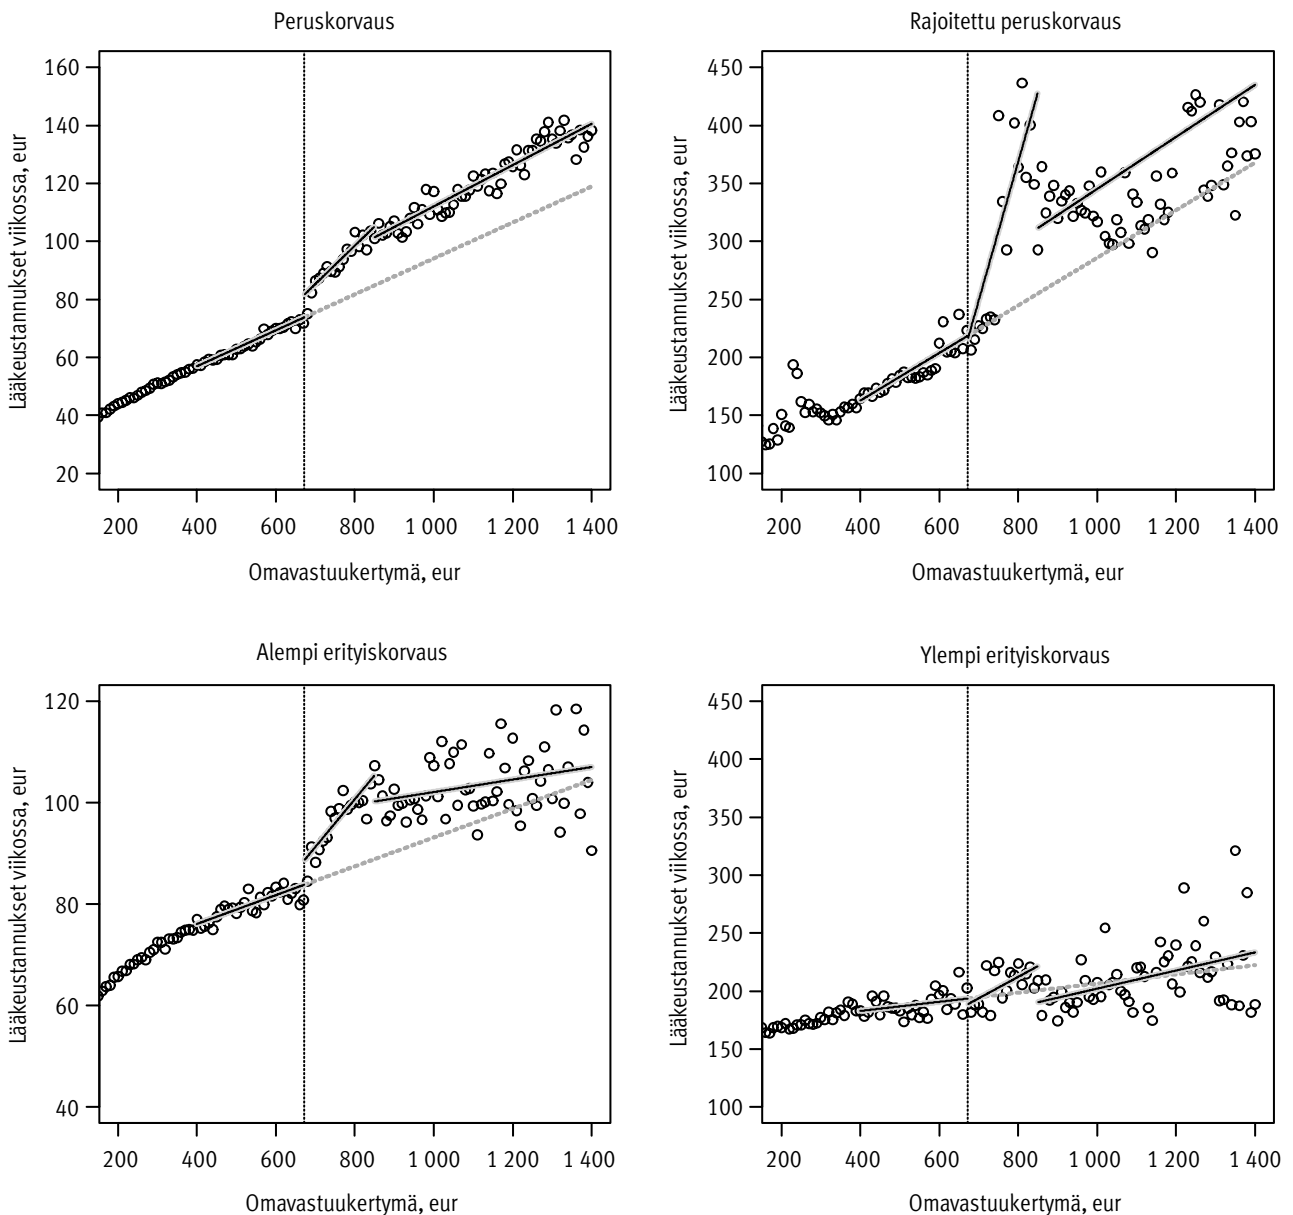 Peruskorvaus
160
140
120
100
80
60
40
20
200 400 600 800 1 000 1 200 1 400
Lääkeustannukset viikossa, eur
Omavastuukertymä, eur
Rajoitettu peruskorvaus
450
400
350
300
250
200
150
100
200 400 600 800 1 000 1 200 1 400
Lääkeustannukset viikossa, eur
Omavastuukertymä, eur
Alempi erityiskorvaus
120
100
80
60
40
200 400 600 800 1 000 1 200 1 400
Lääkeustannukset viikossa, eur
Omavastuukertymä, eur
Ylempi erityiskorvaus
450
400
350
300
250
200
150
100
200 400 600 800 1 000 1 200 1 400
Lääkeustannukset viikossa, eur
Omavastuukertymä, eur